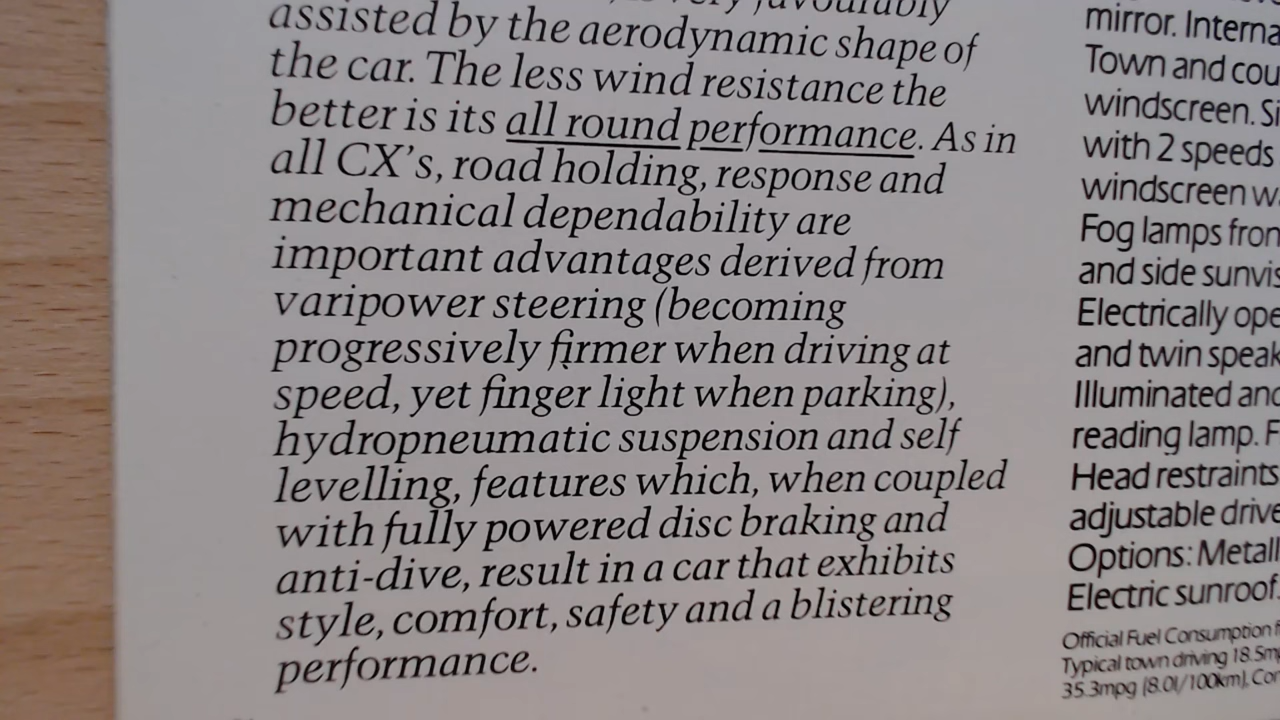 favourably
assisted by the aerodynamic shape of
the car. The less wind resistance the
better is its all round performance. As in
all CX's, road holding, response and
mechanical dependability are
important advantages derived from
varipower steering (becoming
progressively firmer when driving at
speed, yet finger light when parking),
hydropneumatic suspension and self
levelling, features which, when coupled
with fully powered disc braking and
anti-dive, result in a car that exhibits
style, comfort, safety and a blistering
performance.
mirror. Interna
Town and cou
windscreen. Si
with 2 speeds
windscreen w
Fog lamps fron
and side sunvis
Electrically ope
and twin speak
Illuminated and
reading lamp. F
Head restraints
adjustable drive
Options: Metall
Electric sunroof.
Official Fuel Consumption f
Typical town driving 18.5m
35.3mpg (8.0l/100km), Con